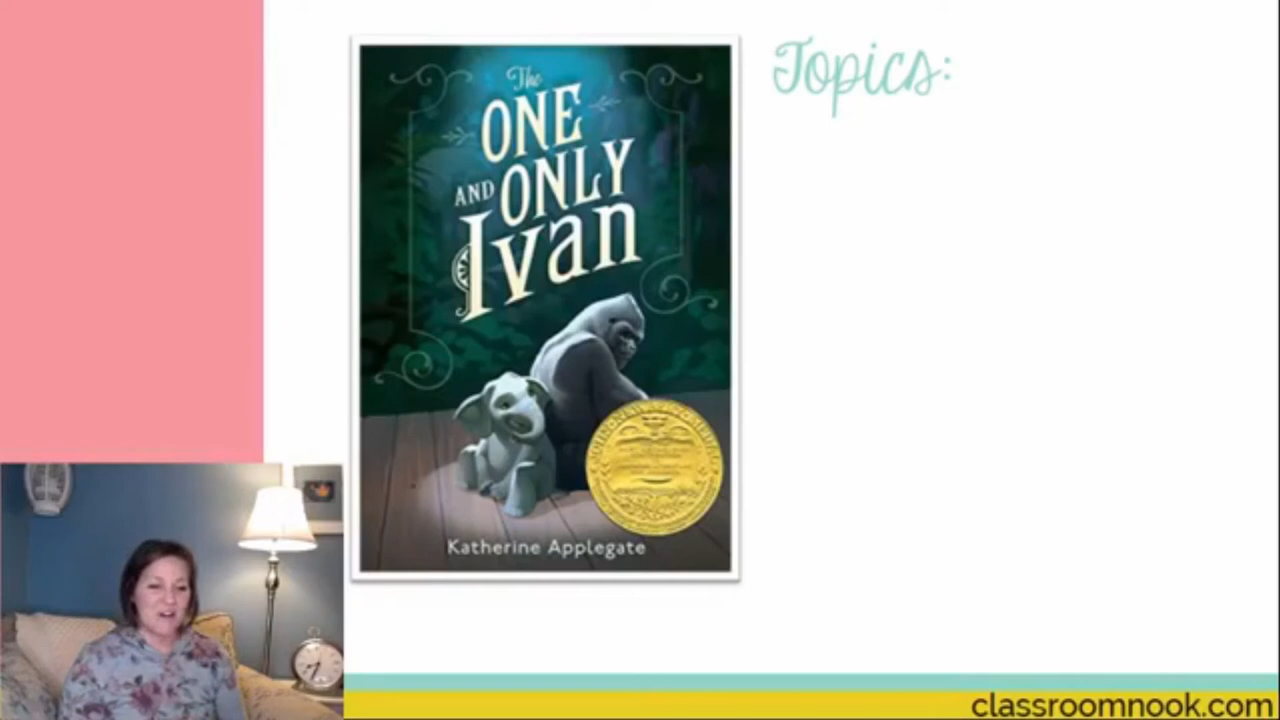 Topics:
The
ONE
AND ONLY
Ivan
Katherine Applegate
classroomnook.com